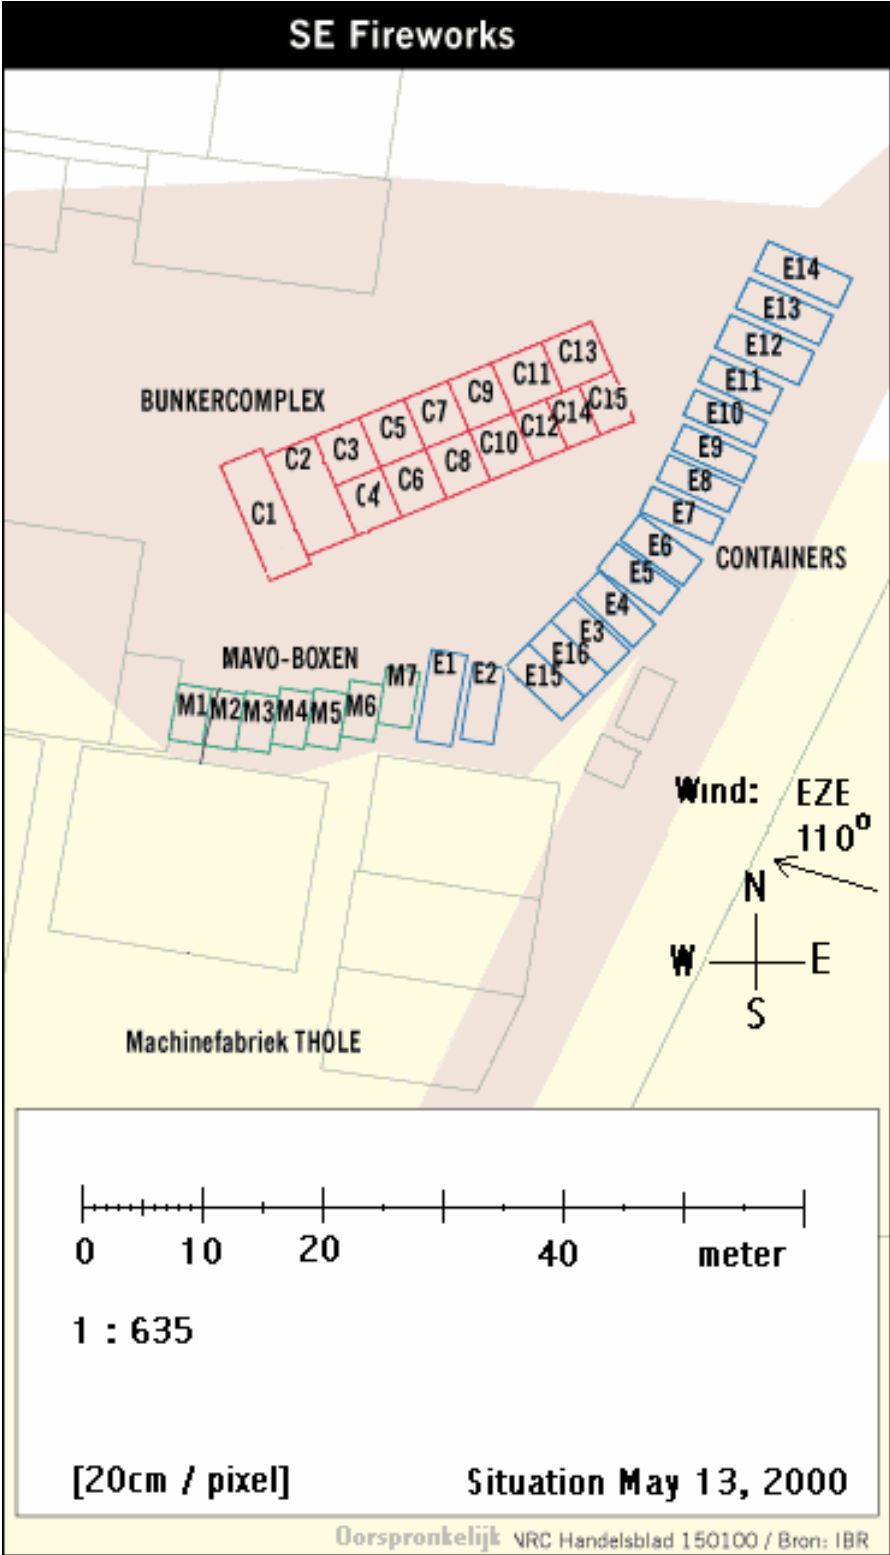 SE Fireworks
E14
E13
E12
E11
E10
E9
E8
E7
E6
E5
E4
E3
E16
E15
CONTAINERS
BUNKERCOMPLEX
C13
C11
C9
C7
C5
C3
C2
C1
C15
C14
C12
C10
C8
C6
C4
MAVO-BOXEN
M1
M2
M3
M4
M5
M6
M7
E1
E2
Wind: EZE
110°
N
W E
S
Machinefabriek THOLE
0 10 20 40 meter
1 : 635
[20cm / pixel] Situation May 13, 2000
Oorspronkelijk NRC Handelsblad 150100 / Bron: IBR